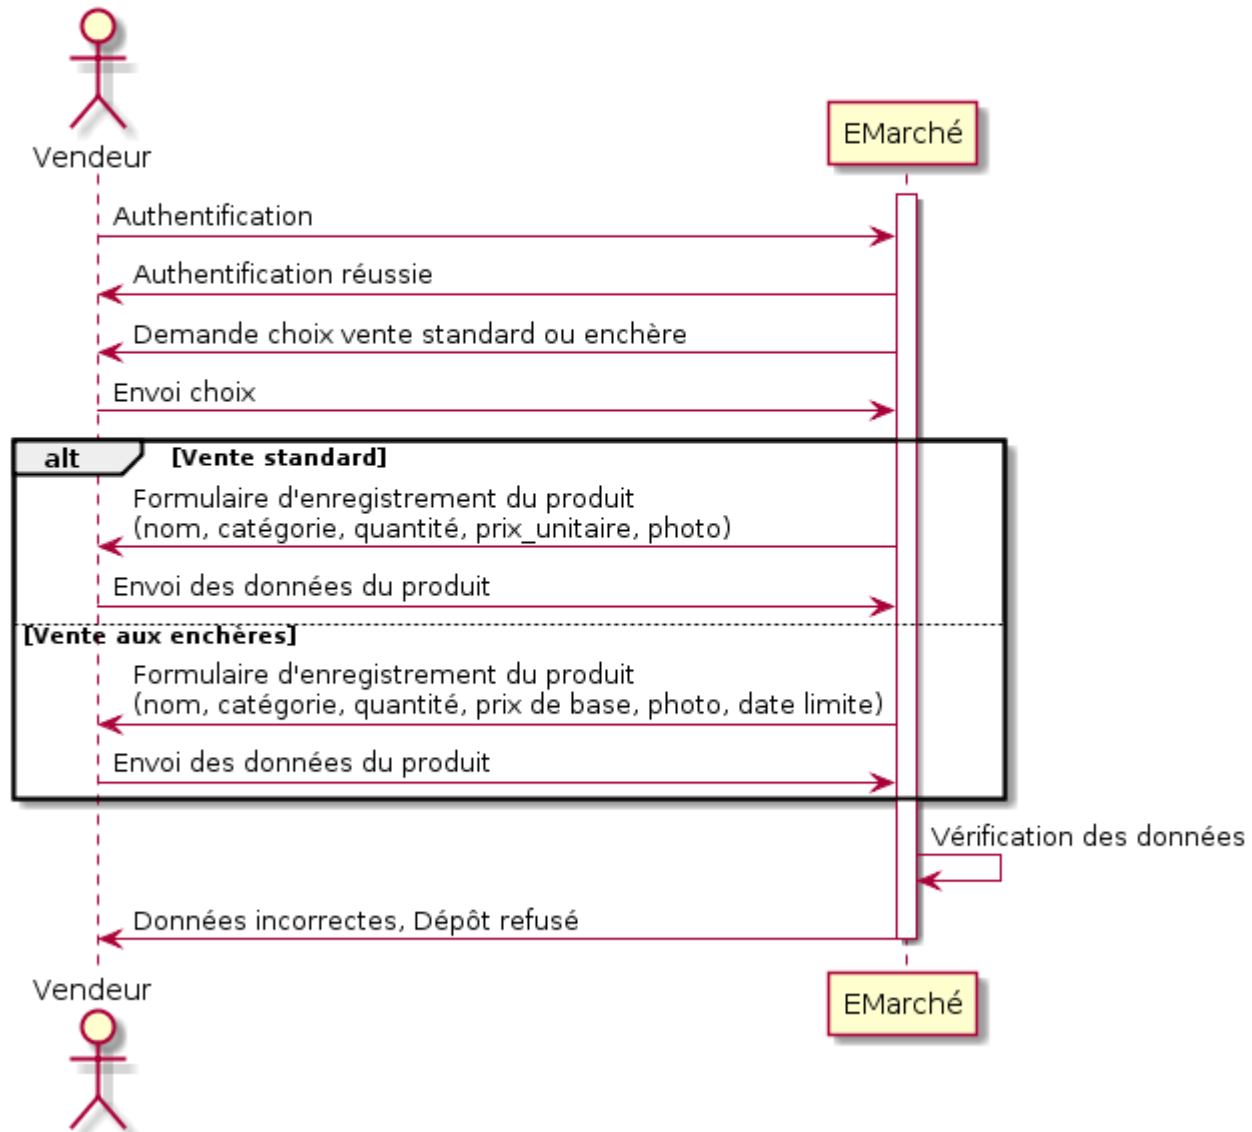 Vendeur
EMarché
Authentification
Authentification réussie
Demande choix vente standard ou enchère
Envoi choix
alt [Vente standard]
Formulaire d'enregistrement du produit
(nom, catégorie, quantité, prix_unitaire, photo)
Envoi des données du produit
[Vente aux enchères]
Formulaire d'enregistrement du produit
(nom, catégorie, quantité, prix de base, photo, date limite)
Envoi des données du produit
Vérification des données
Données incorrectes, Dépôt refusé
Vendeur
EMarché